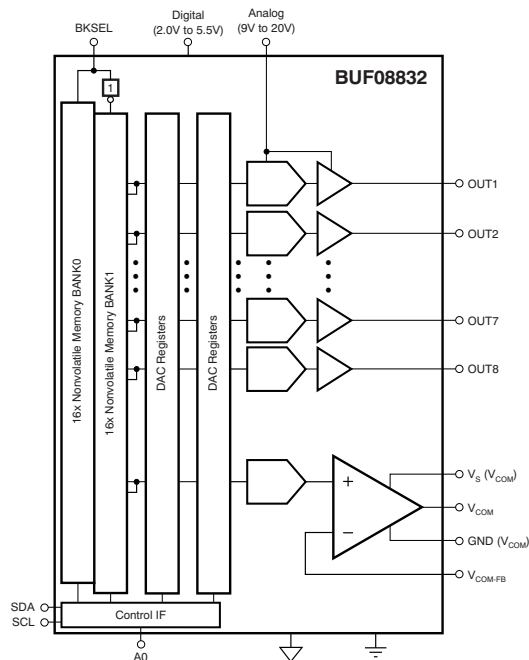 Digital
(2.0V to 5.5V)
Analog
(9V to 20V)
BKSEL
BUF08832
1
16x Nonvolatile Memory BANK0
16x Nonvolatile Memory BANK1
DAC Registers
DAC Registers
OUT1
OUT2
OUT7
OUT8
+
−
VS (VCOM)
VCOM
GND (VCOM)
VCOM-FB
SDA
SCL
Control IF
A0